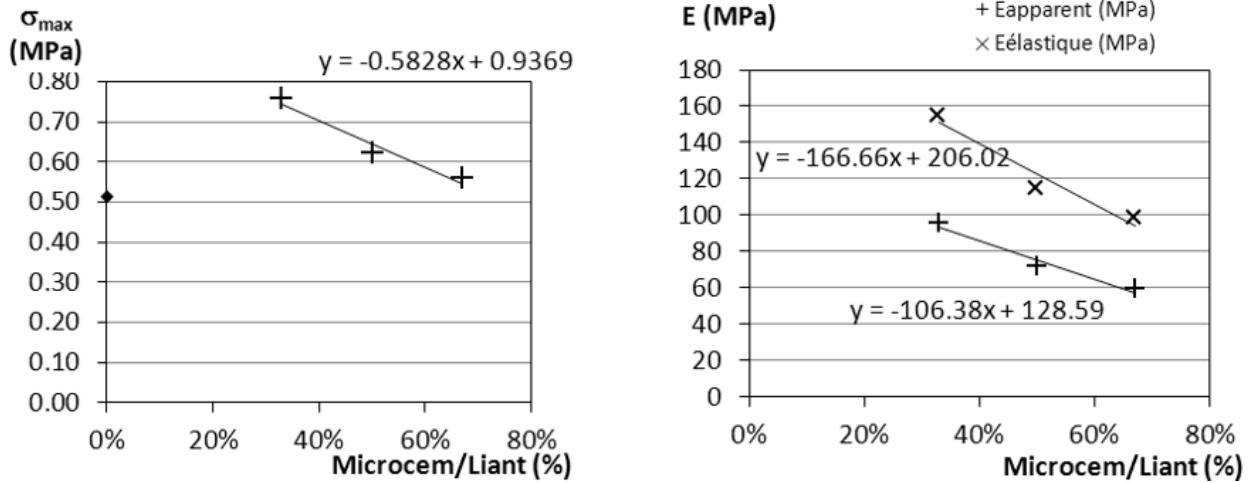 σmax
(MPa)
y = -0.5828x + 0.9369
0.80
0.70
0.60
0.50
0.40
0.30
0.20
0.10
0.00
0%
20%
40%
60%
80%
Microcem/Liant (%)
E (MPa)
+ Eapparent (MPa)
× Eélastique (MPa)
180
160
140
120
100
80
60
40
20
0
y = -166.66x + 206.02
y = -106.38x + 128.59
0%
20%
40%
60%
80%
Microcem/Liant (%)